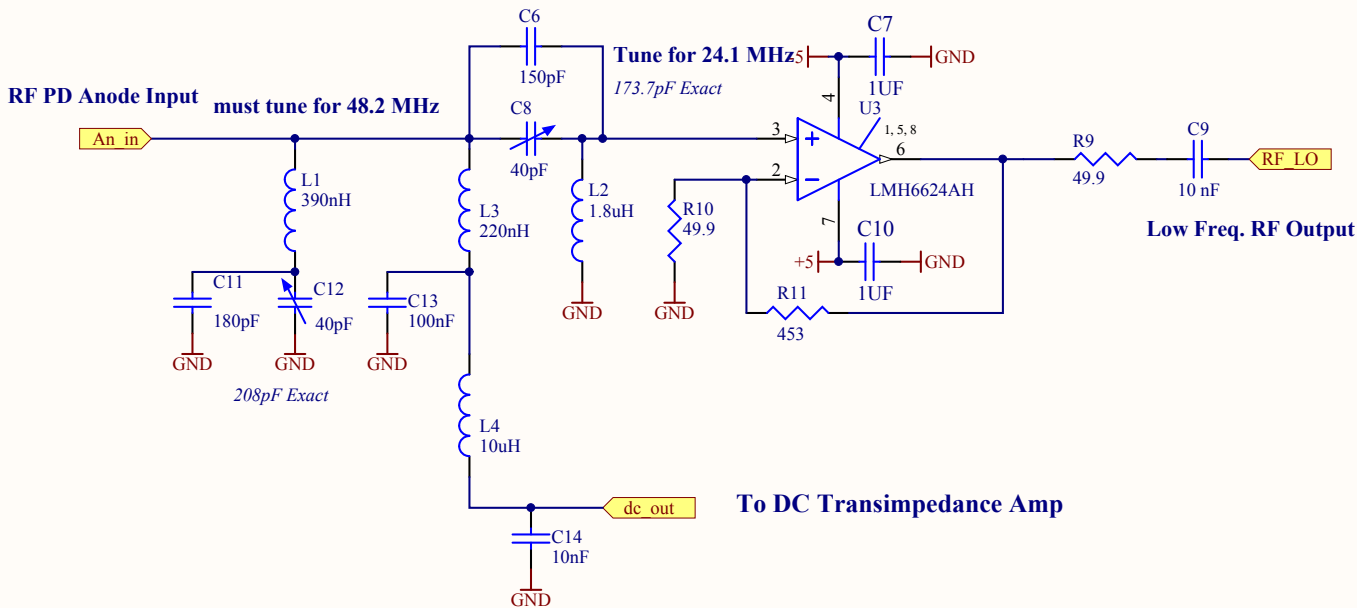 C6
150pF
Tune for 24.1 MHz
173.7pF Exact
+5
C7
1UF
GND
RF PD Anode Input
must tune for 48.2 MHz
An_in
C8
40pF
4
U3
1, 5, 8
3
2
6
7
LMH6624AH
R9
49.9
C9
10 nF
RF_LO
Low Freq. RF Output
L1
390nH
L3
220nH
L2
1.8uH
GND
R10
49.9
GND
C10
+5
1UF
GND
R11
453
C11
180pF
GND
C12
40pF
GND
208pF Exact
C13
100nF
GND
L4
10uH
dc_out
To DC Transimpedance Amp
C14
10nF
GND